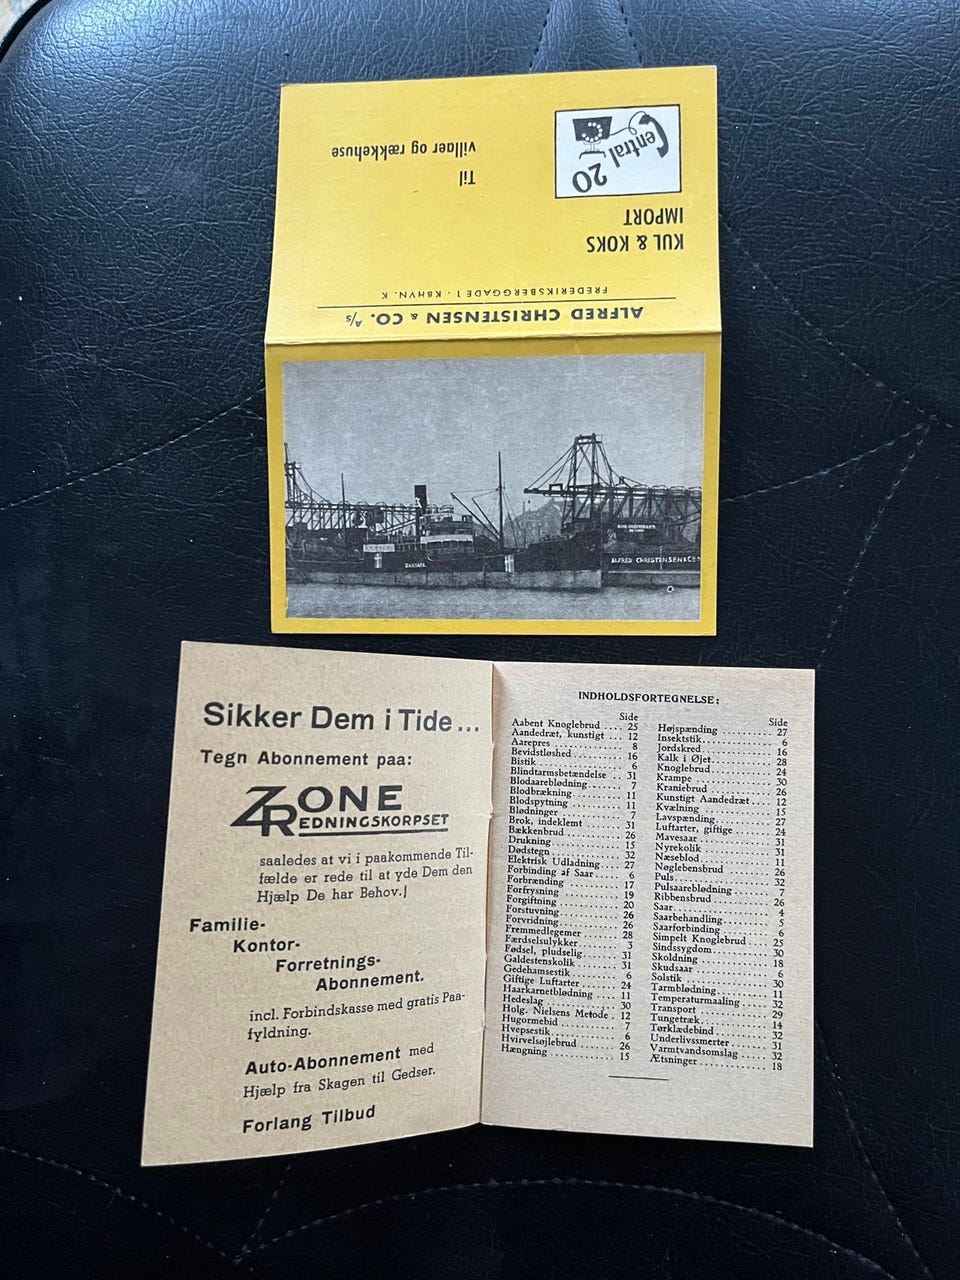 ALFRED CHRISTENSEN & CO. A/S
FREDERIKSBERGGADE 1 · KBHVN. K
KUL & KOKS
IMPORT
Central 20
Til
villaer og rækkehuse
ALFRED CHRISTENSEN & CO
Sikker Dem i Tide...
Tegn Abonnement paa:
ZONE
REDNINGSKORPSET
saaledes at vi i paakommende Til-
fælde er rede til at yde Dem den
Hjælp De har Behov.
Familie-
Kontor-
Forretnings-
Abonnement.
incl. Forbindskasse med gratis Paa-
fyldning.
Auto-Abonnement med
Hjælp fra Skagen til Gedser.
Forlang Tilbud
INDHOLDSFORTEGNELSE:
Side
Aabent Knoglebrud ... 25
Aandedræt, kunstigt .. 12
Aarepres ... 8
Bevidstløshed ... 16
Bistik ... 6
Blindtarmsbetændelse .. 31
Blodaareblødning ... 7
Blodbrækning ... 11
Blodspytning ... 11
Blødninger ... 7
Brok, indeklemt ... 31
Bækkenbrud ... 26
Drukning ... 15
Dødstegn ... 32
Elektrisk Udladning ... 27
Forbinding af Saar ... 6
Forbrænding ... 17
Forfrysning ... 19
Forgiftning ... 20
Forstuvning ... 26
Forvridning ... 26
Fremmedlegemer ... 28
Færdselsulykker ... 3
Fødsel, pludselig ... 31
Galdestenskolik ... 31
Gedehamsestik ... 6
Giftige Luftarter ... 24
Haarkarnetblødning ... 11
Hedeslag ... 30
Holg. Nielsens Metode . 12
Hugormebid ... 7
Hvepsestik ... 6
Hvirvelsøjlebrud ... 26
Hængning ... 15
Side
Højspænding ... 27
Insektstik ... 6
Jordskred ... 16
Kalk i Øjet ... 28
Knoglebrud ... 24
Krampe ... 30
Kraniebrud ... 26
Kunstigt Aandedræt ... 12
Kvælning ... 15
Lavspænding ... 27
Luftarter, giftige ... 24
Mavesaar ... 31
Nyrekolik ... 31
Næseblod ... 11
Nøglebensbrud ... 26
Puls ... 32
Pulsaareblødning ... 7
Ribbensbrud ... 26
Saar ... 4
Saarbehandling ... 5
Saarforbinding ... 6
Simpelt Knoglebrud ... 25
Sindssygdom ... 30
Skoldning ... 18
Skudsaar ... 6
Solstik ... 30
Tarmblødning ... 11
Temperaturmaaling ... 32
Transport ... 29
Tungetræk ... 14
Tørklædebind ... 32
Underlivssmerter ... 31
Varmtvandsomslag ... 32
Ætsninger ... 18